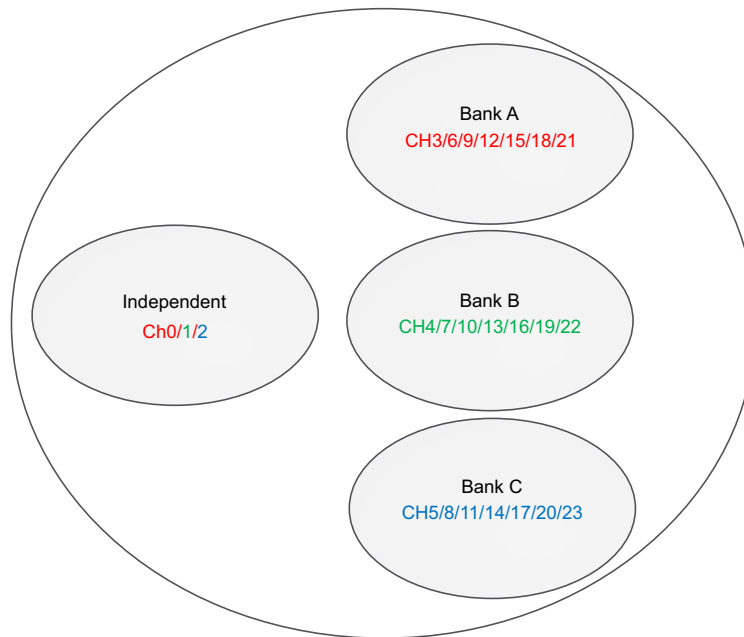 Bank A
CH3/6/9/12/15/18/21
Independent
Ch0/1/2
Bank B
CH4/7/10/13/16/19/22
Bank C
CH5/8/11/14/17/20/23